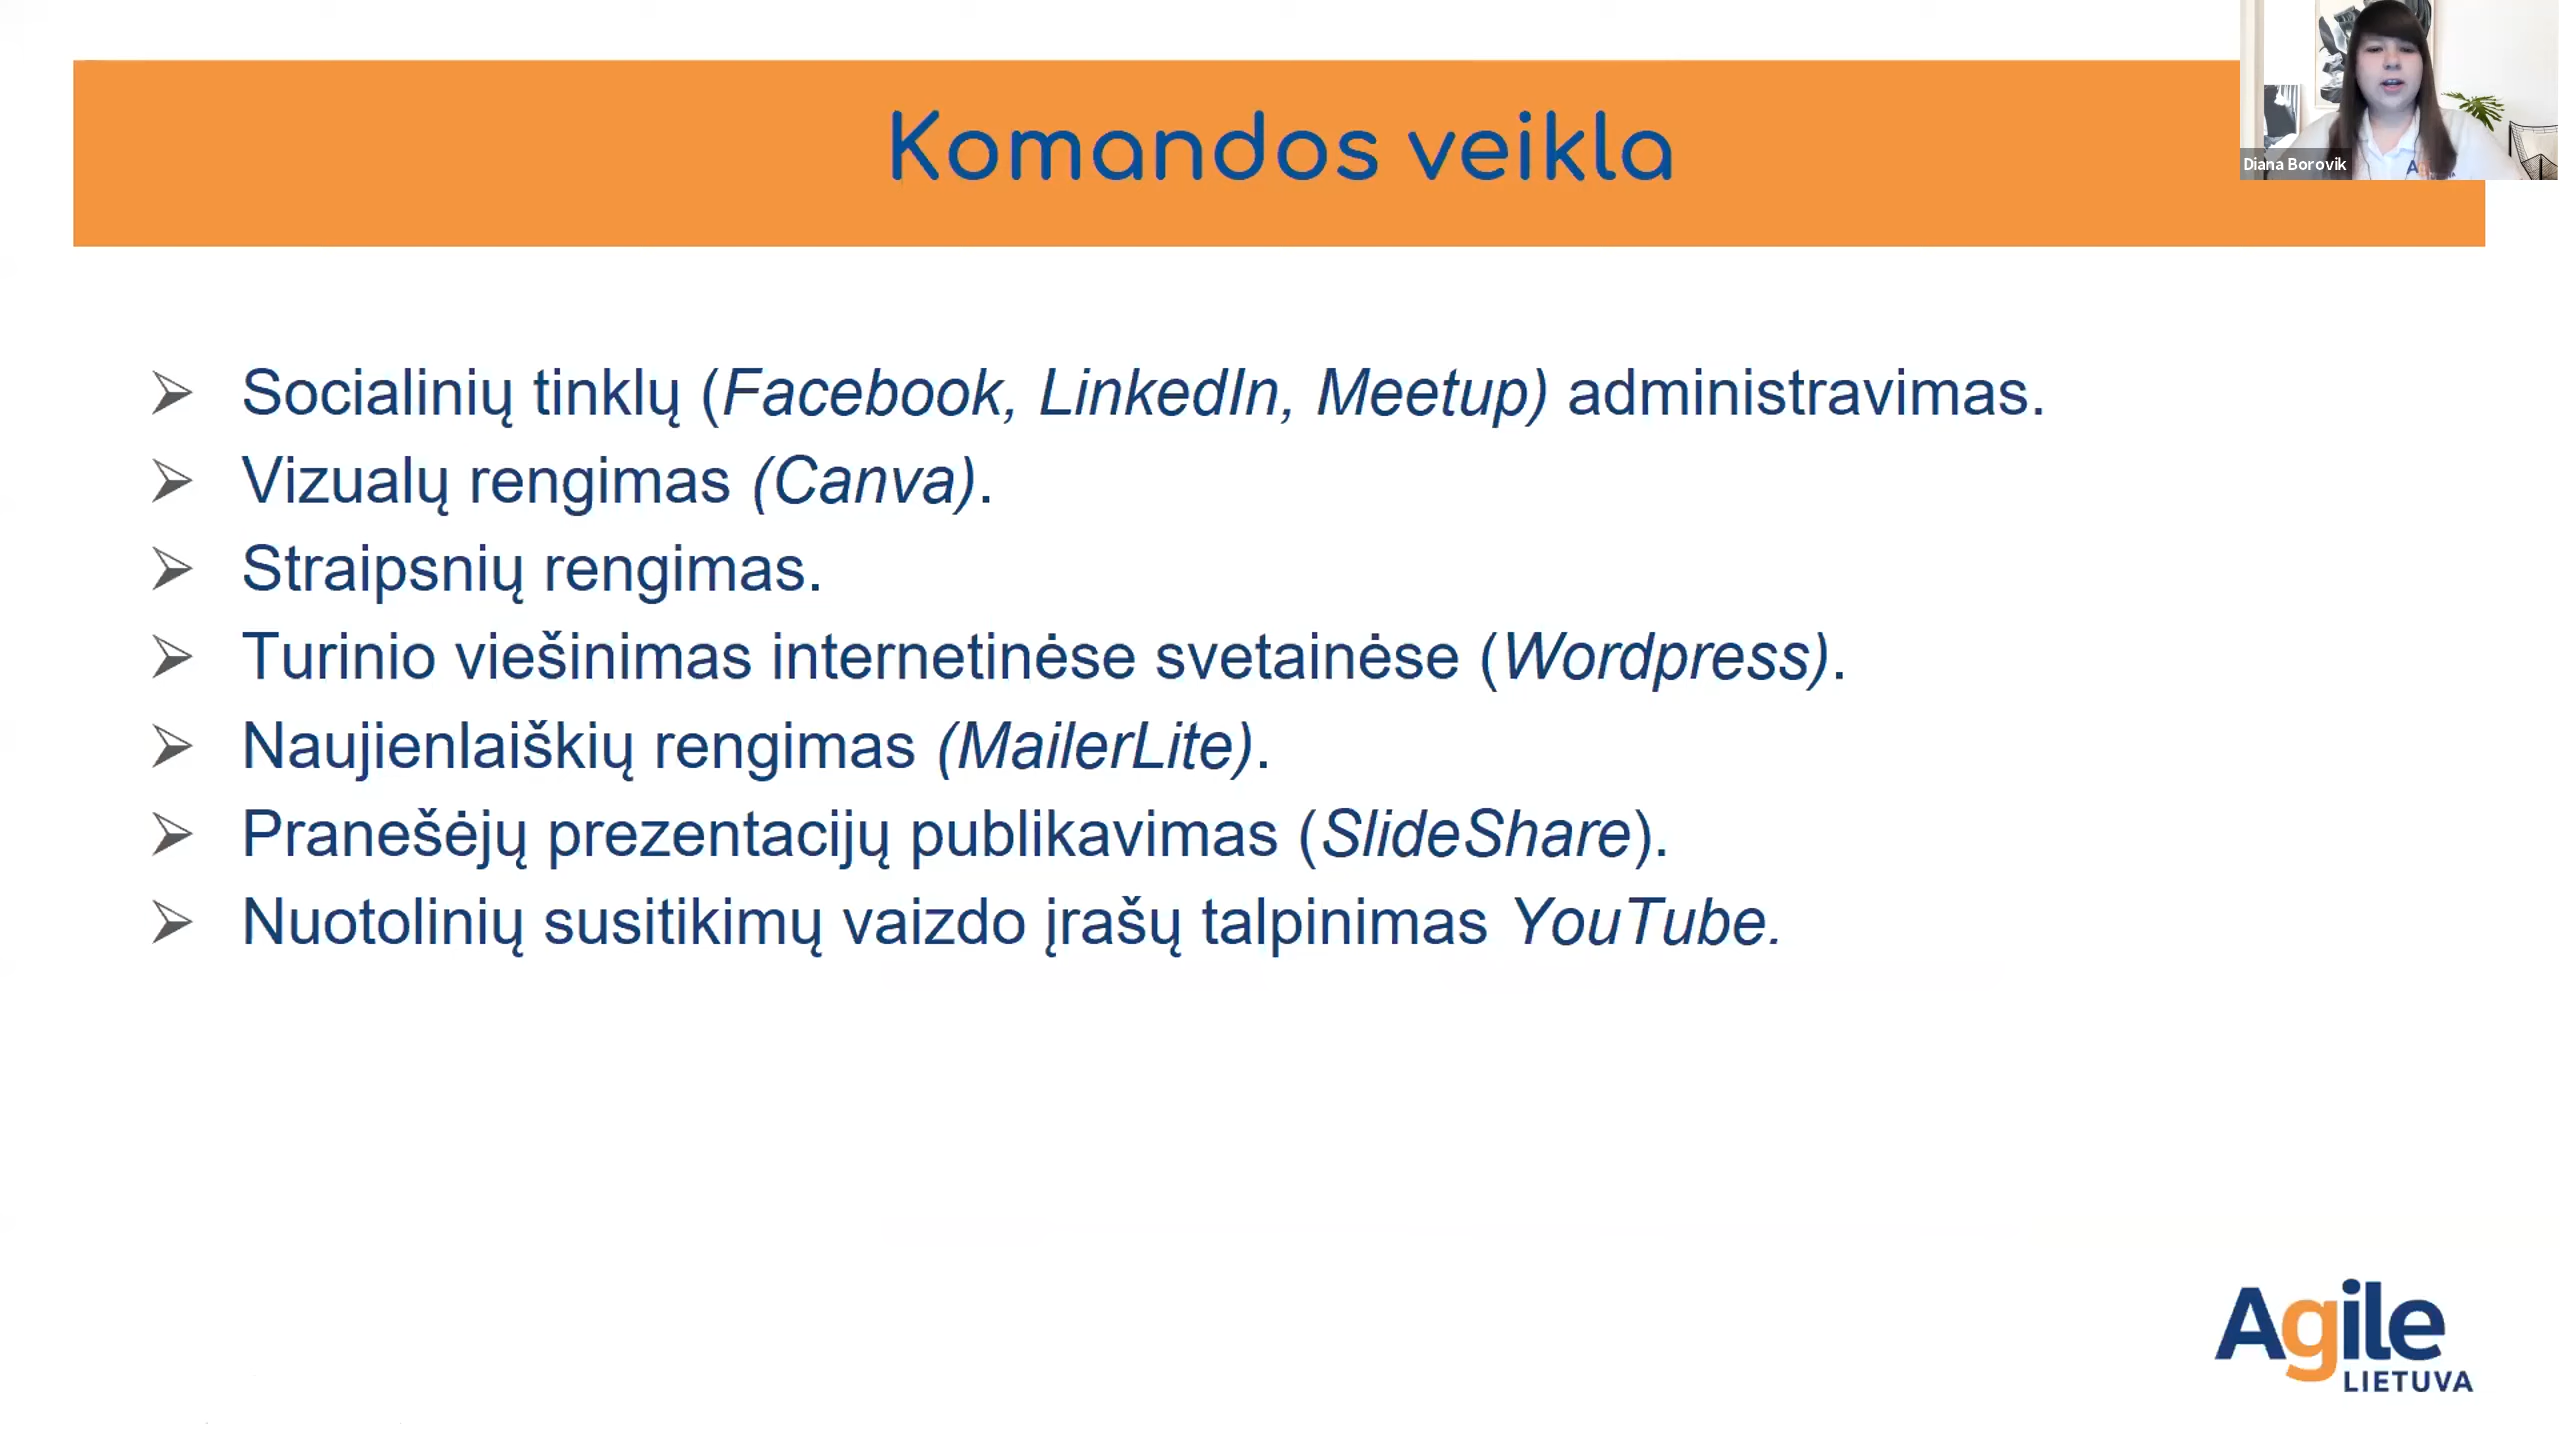 Komandos veikla
Diana Borovik
Socialinių tinklų (Facebook, LinkedIn, Meetup) administravimas.
Vizualų rengimas (Canva).
Straipsnių rengimas.
Turinio viešinimas internetinėse svetainėse (Wordpress).
Naujienlaiškių rengimas (MailerLite).
Pranešėjų prezentacijų publikavimas (SlideShare).
Nuotolinių susitikimų vaizdo įrašų talpinimas YouTube.
Agile
LIETUVA